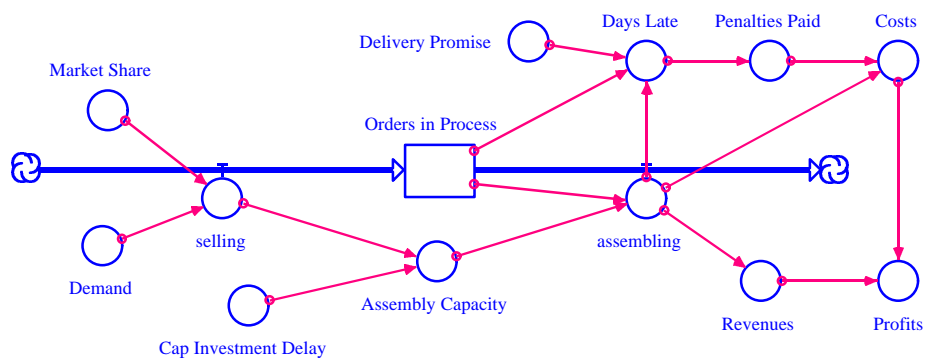 Days Late
Penalties Paid
Costs
Delivery Promise
Market Share
Orders in Process
selling
assembling
Demand
Assembly Capacity
Revenues
Profits
Cap Investment Delay